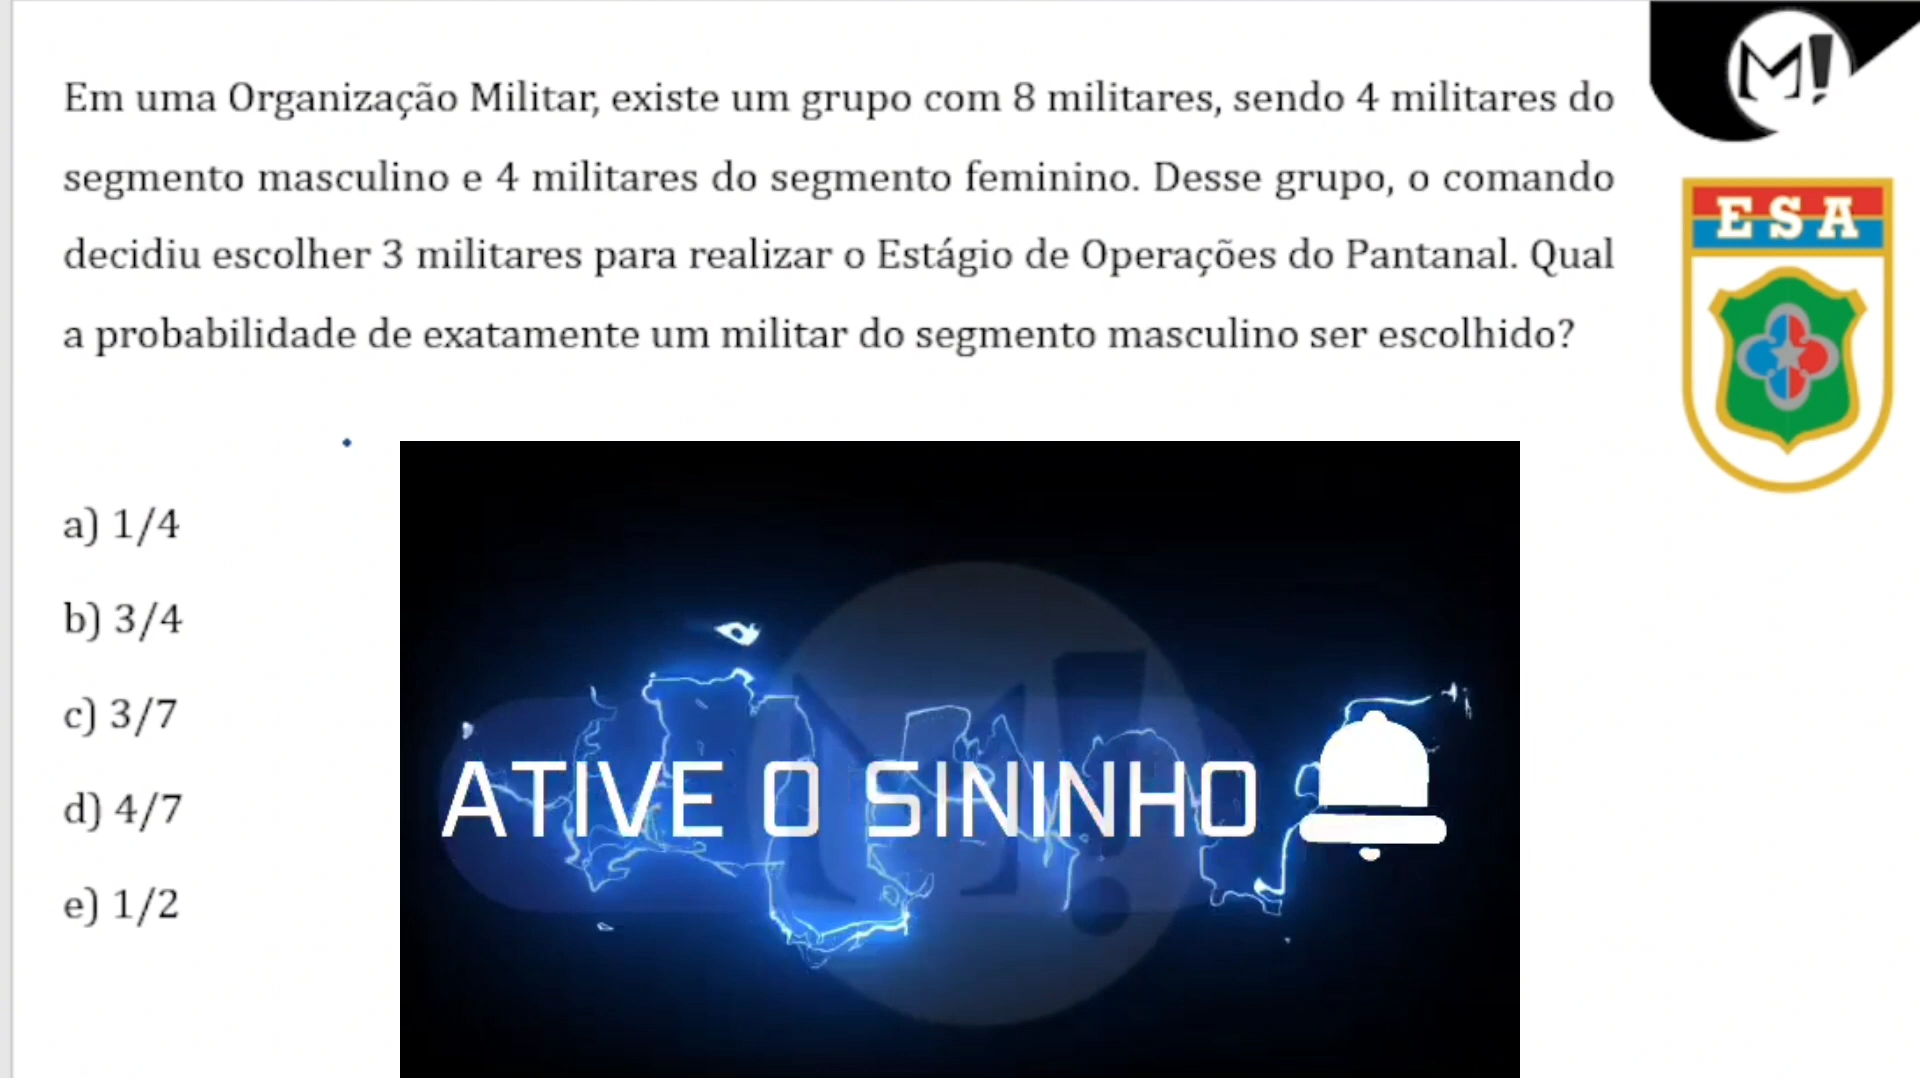 Em uma Organização Militar, existe um grupo com 8 militares, sendo 4 militares do
segmento masculino e 4 militares do segmento feminino. Desse grupo, o comando
decidiu escolher 3 militares para realizar o Estágio de Operações do Pantanal. Qual
a probabilidade de exatamente um militar do segmento masculino ser escolhido?
M!
ESA
a) 1/4
b) 3/4
c) 3/7
d) 4/7
e) 1/2
M!
ATIVE O SININHO